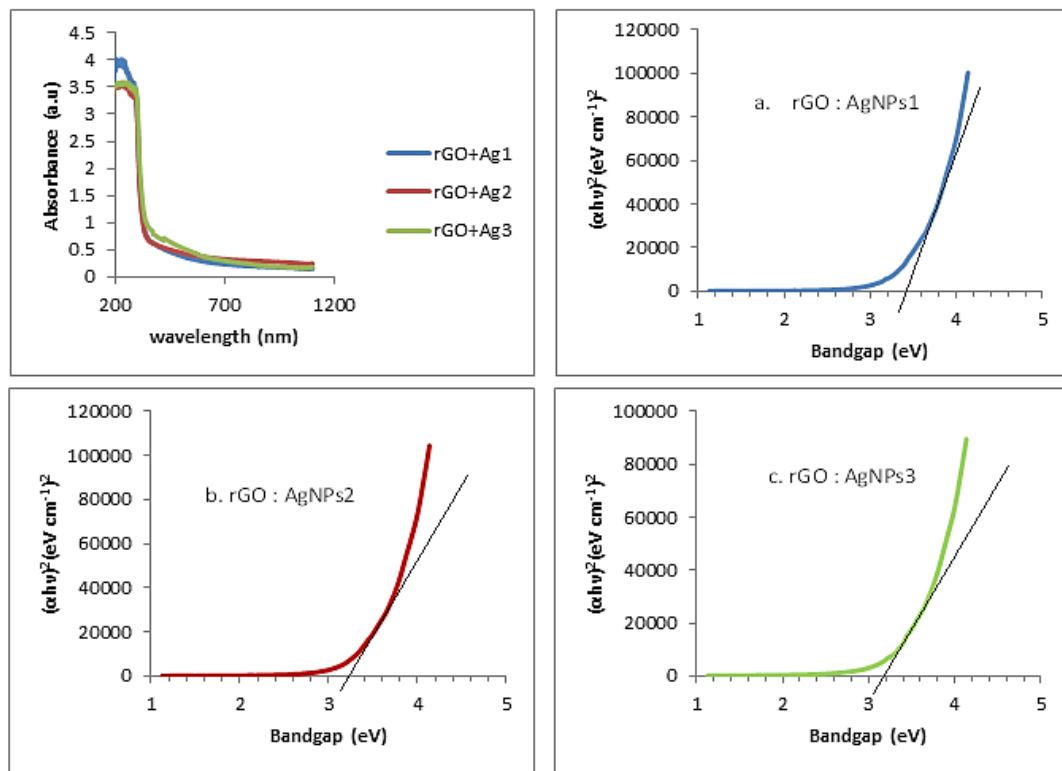 4.5
4
3.5
3
2.5
2
1.5
1
0.5
0
Absorbance (a.u)
200 700 1200
wavelength (nm)
rGO+Ag1
rGO+Ag2
rGO+Ag3
120000
100000
80000
60000
40000
20000
0
(αhν)²(eV cm⁻¹)²
a. rGO : AgNPs1
1 2 3 4 5
Bandgap (eV)
120000
100000
80000
60000
40000
20000
0
(αhν)²(eV cm⁻¹)²
b. rGO : AgNPs2
1 2 3 4 5
Bandgap (eV)
100000
80000
60000
40000
20000
0
(αhν)²(eV cm⁻¹)²
c. rGO : AgNPs3
1 2 3 4 5
Bandgap (eV)